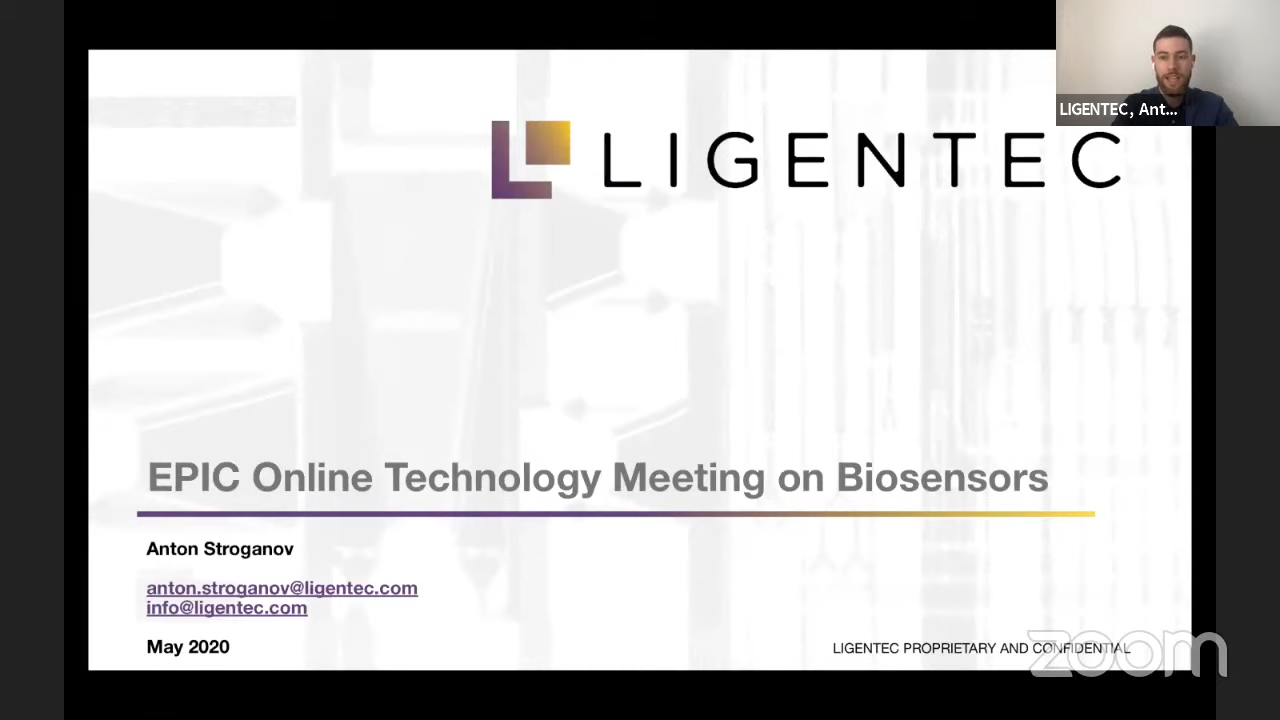 LIGENTEC, Ant...
LIGENTEC
EPIC Online Technology Meeting on Biosensors
Anton Stroganov
anton.stroganov@ligentec.com
info@ligentec.com
May 2020
LIGENTEC PROPRIETARY AND CONFIDENTIAL
zoom